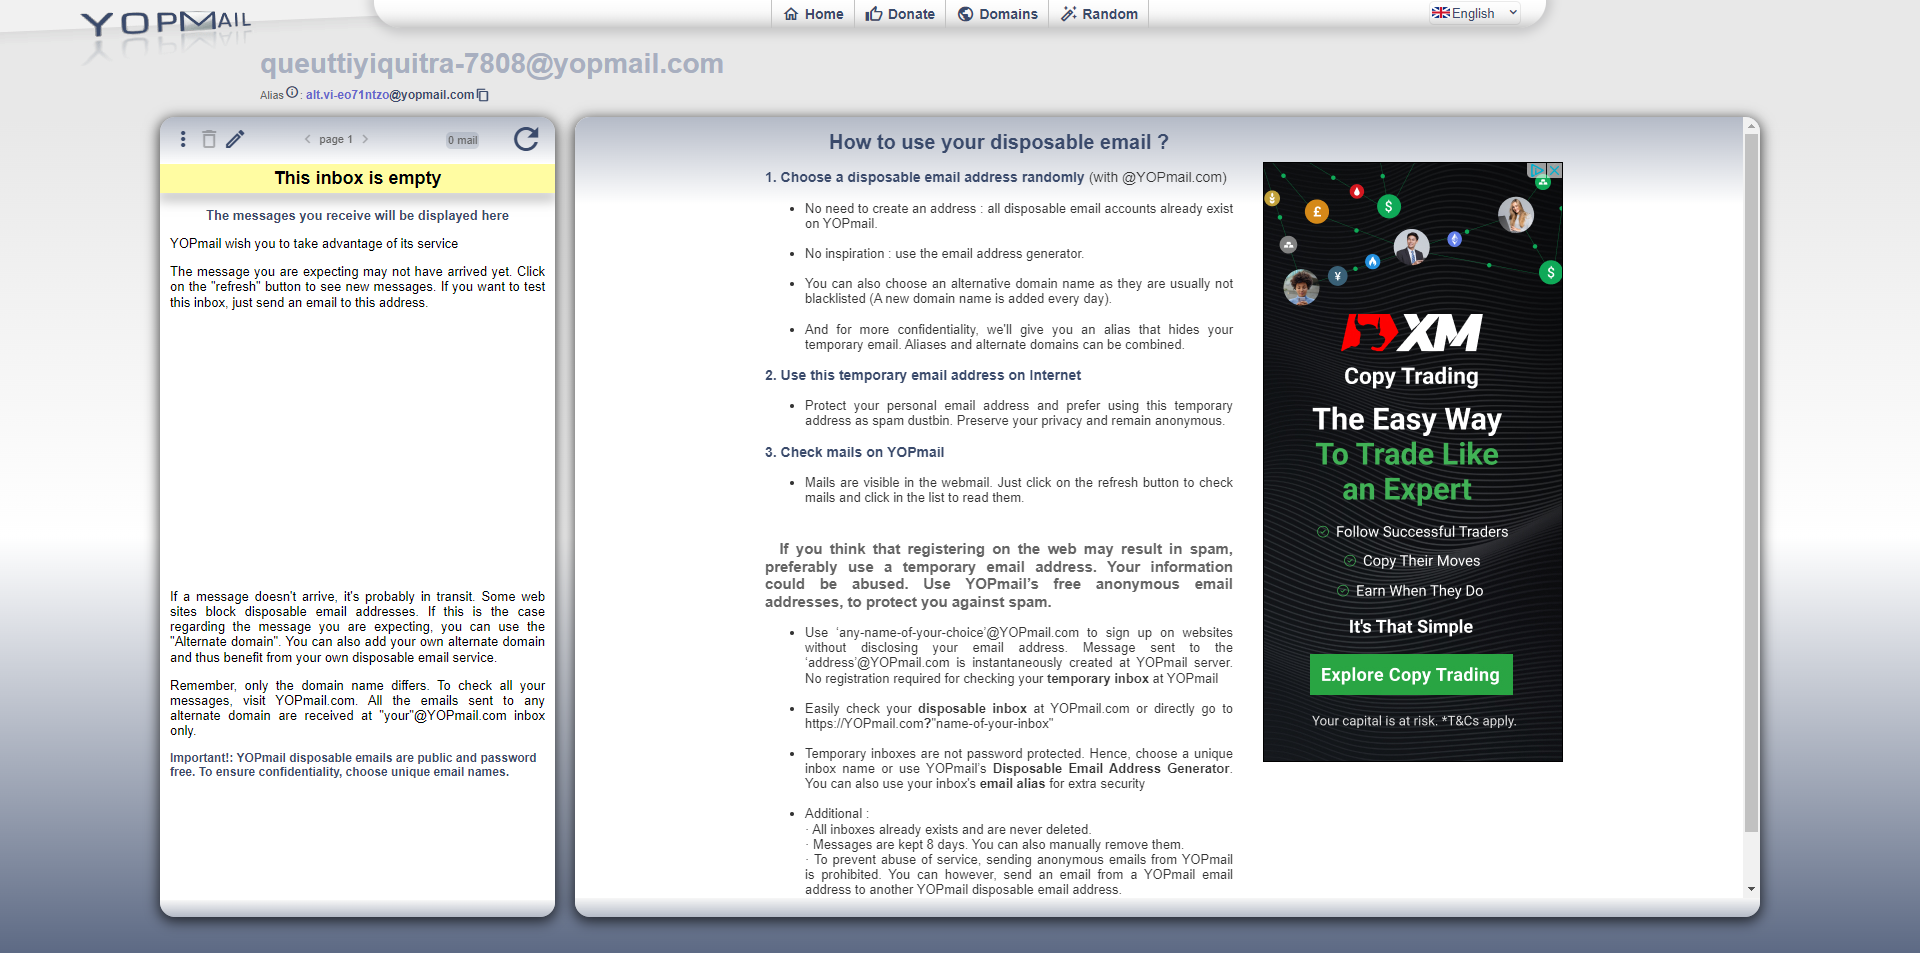 YOPMAIL
Home
Donate
Domains
Random
English
queuttiyiquitra-7808@yopmail.com
Alias : alt.vi-eo71ntzo@yopmail.com
page 1
0 mail
This inbox is empty
The messages you receive will be displayed here
YOPmail wish you to take advantage of its service
The message you are expecting may not have arrived yet. Click
on the "refresh" button to see new messages. If you want to test
this inbox, just send an email to this address.
If a message doesn't arrive, it's probably in transit. Some web
sites block disposable email addresses. If this is the case
regarding the message you are expecting, you can use the
"Alternate domain". You can also add your own alternate domain
and thus benefit from your own disposable email service.
Remember, only the domain name differs. To check all your
messages, visit YOPmail.com. All the emails sent to any
alternate domain are received at "your"@YOPmail.com inbox
only.
Important!: YOPmail disposable emails are public and password
free. To ensure confidentiality, choose unique email names.
How to use your disposable email ?
1. Choose a disposable email address randomly (with @YOPmail.com)
• No need to create an address : all disposable email accounts already exist
on YOPmail.
• No inspiration : use the email address generator.
• You can also choose an alternative domain name as they are usually not
blacklisted (A new domain name is added every day).
• And for more confidentiality, we'll give you an alias that hides your
temporary email. Aliases and alternate domains can be combined.
2. Use this temporary email address on Internet
• Protect your personal email address and prefer using this temporary
address as spam dustbin. Preserve your privacy and remain anonymous.
3. Check mails on YOPmail
• Mails are visible in the webmail. Just click on the refresh button to check
mails and click in the list to read them.
If you think that registering on the web may result in spam,
preferably use a temporary email address. Your information
could be abused. Use YOPmail's free anonymous email
addresses, to protect you against spam.
• Use ‘any-name-of-your-choice’@YOPmail.com to sign up on websites
without disclosing your email address. Message sent to the
‘address’@YOPmail.com is instantaneously created at YOPmail server.
No registration required for checking your temporary inbox at YOPmail
• Easily check your disposable inbox at YOPmail.com or directly go to
https://YOPmail.com?"name-of-your-inbox"
• Temporary inboxes are not password protected. Hence, choose a unique
inbox name or use YOPmail's Disposable Email Address Generator.
You can also use your inbox's email alias for extra security
• Additional :
· All inboxes already exists and are never deleted.
· Messages are kept 8 days. You can also manually remove them.
· To prevent abuse of service, sending anonymous emails from YOPmail
is prohibited. You can however, send an email from a YOPmail email
address to another YOPmail disposable email address.
XM
Copy Trading
The Easy Way
To Trade Like
an Expert
Follow Successful Traders
Copy Their Moves
Earn When They Do
It's That Simple
Explore Copy Trading
Your capital is at risk. *T&Cs apply.